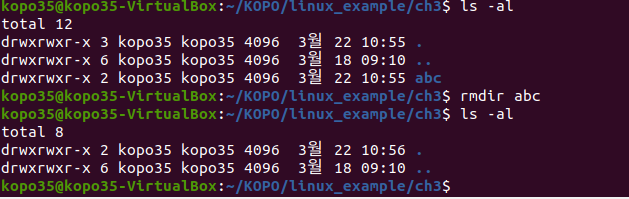 kopo35@kopo35-VirtualBox:~/KOPO/linux_example/ch3$ ls -al
total 12
drwxrwxr-x 3 kopo35 kopo35 4096  3월 22 10:55 .
drwxrwxr-x 6 kopo35 kopo35 4096  3월 18 09:10 ..
drwxrwxr-x 2 kopo35 kopo35 4096  3월 22 10:55 abc
kopo35@kopo35-VirtualBox:~/KOPO/linux_example/ch3$ rmdir abc
kopo35@kopo35-VirtualBox:~/KOPO/linux_example/ch3$ ls -al
total 8
drwxrwxr-x 2 kopo35 kopo35 4096  3월 22 10:56 .
drwxrwxr-x 6 kopo35 kopo35 4096  3월 18 09:10 ..
kopo35@kopo35-VirtualBox:~/KOPO/linux_example/ch3$